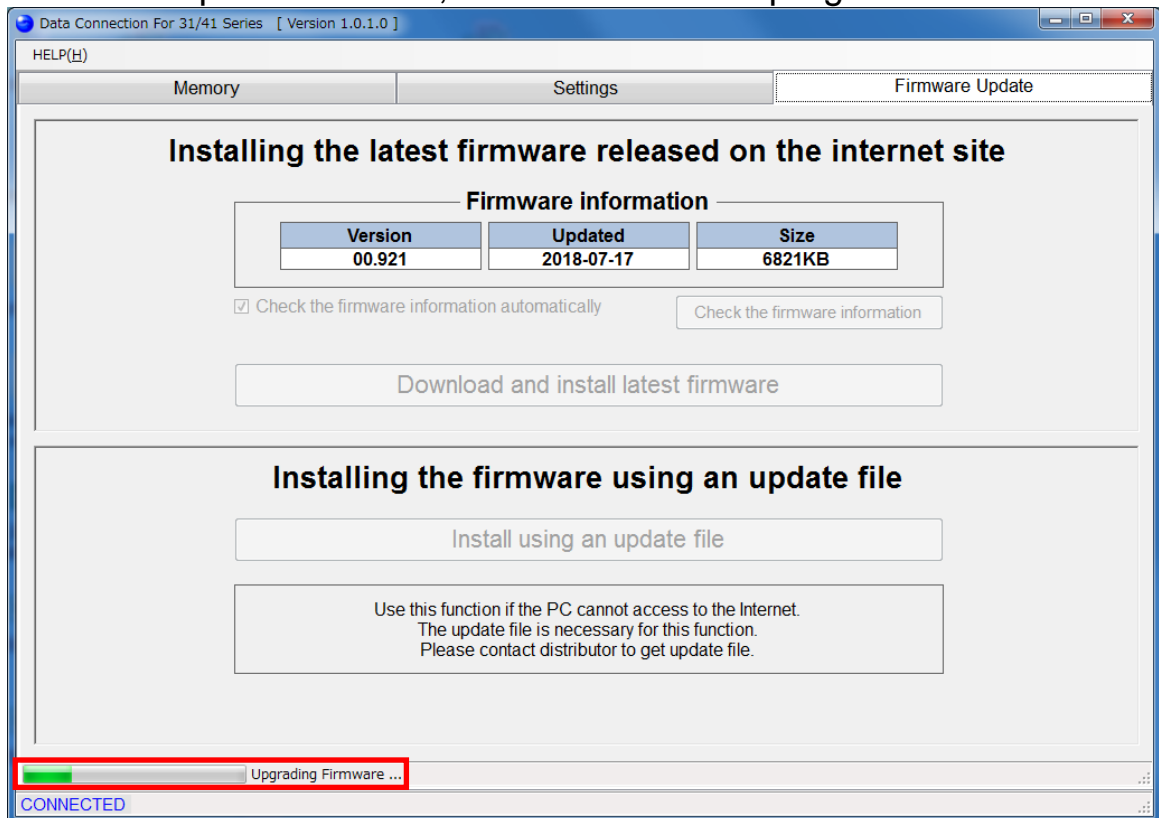 Data Connection For 31/41 Series [ Version 1.0.1.0 ]
HELP(H)
Memory Settings Firmware Update
Installing the latest firmware released on the internet site
Firmware information
Version Updated Size
00.921 2018-07-17 6821KB
Check the firmware information automatically Check the firmware information
Download and install latest firmware
Installing the firmware using an update file
Install using an update file
Use this function if the PC cannot access to the Internet.
The update file is necessary for this function.
Please contact distributor to get update file.
Upgrading Firmware ...
CONNECTED